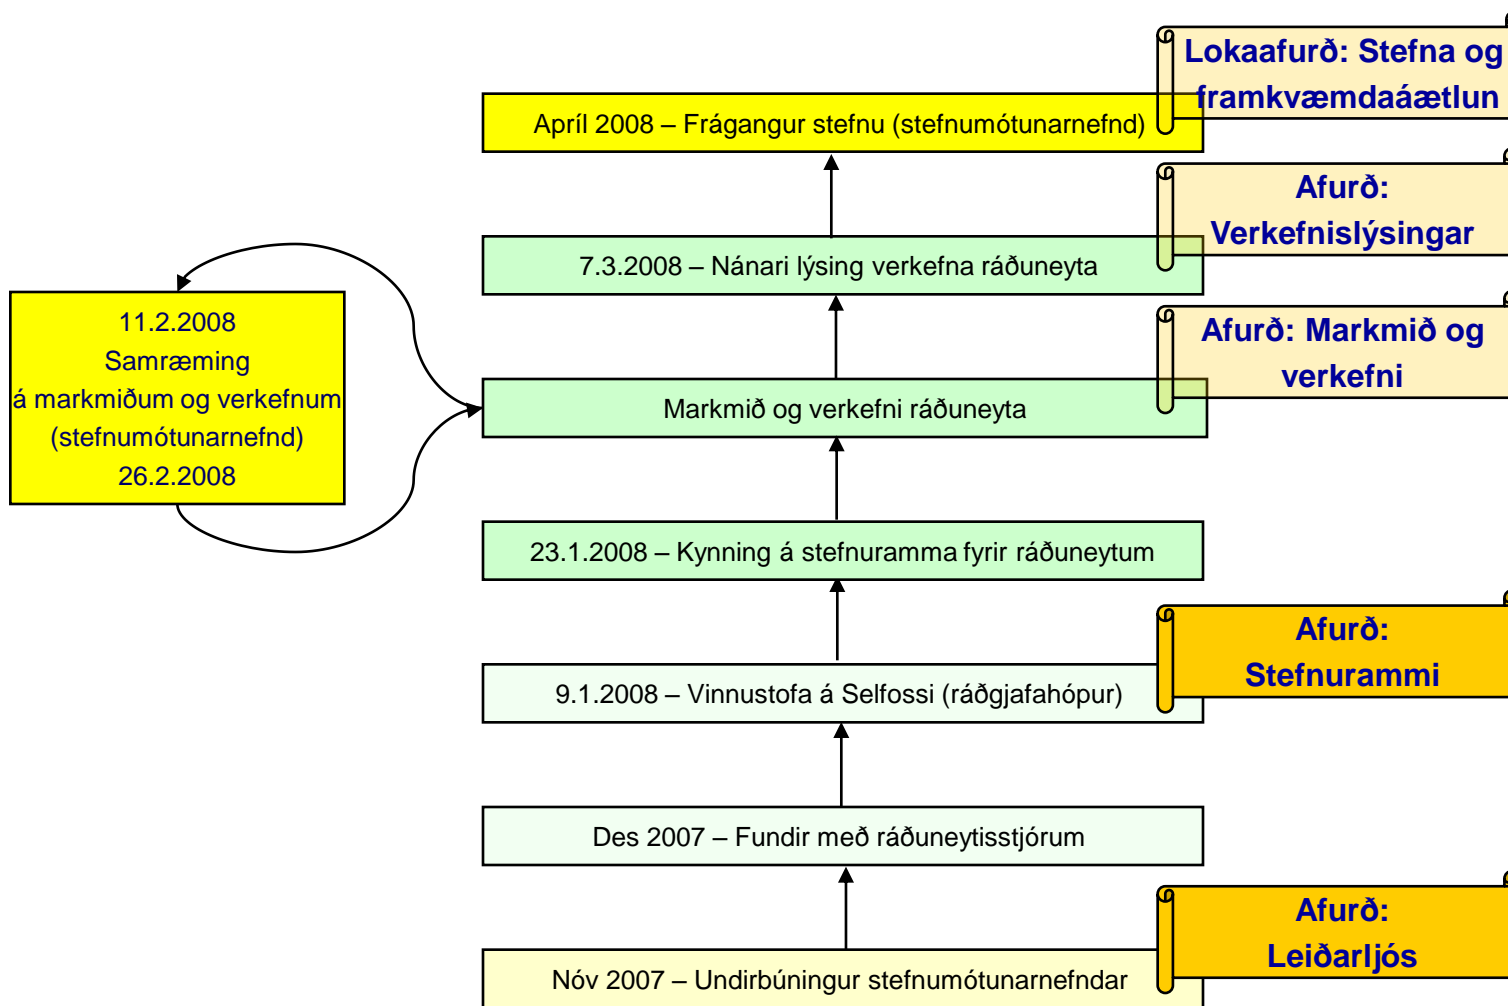 Lokaafurð: Stefna og
framkvæmdaáætlun
Apríl 2008 – Frágangur stefnu (stefnumótunarnefnd)
Afurð:
Verkefnislýsingar
7.3.2008 – Nánari lýsing verkefna ráðuneyta
11.2.2008
Samræming
á markmiðum og verkefnum
(stefnumótunarnefnd)
26.2.2008
Afurð: Markmið og
verkefni
Markmið og verkefni ráðuneyta
23.1.2008 – Kynning á stefnuramma fyrir ráðuneytum
Afurð:
Stefnurammi
9.1.2008 – Vinnustofa á Selfossi (ráðgjafahópur)
Des 2007 – Fundir með ráðuneytisstjórum
Afurð:
Leiðarljós
Nóv 2007 – Undirbúningur stefnumótunarnefndar